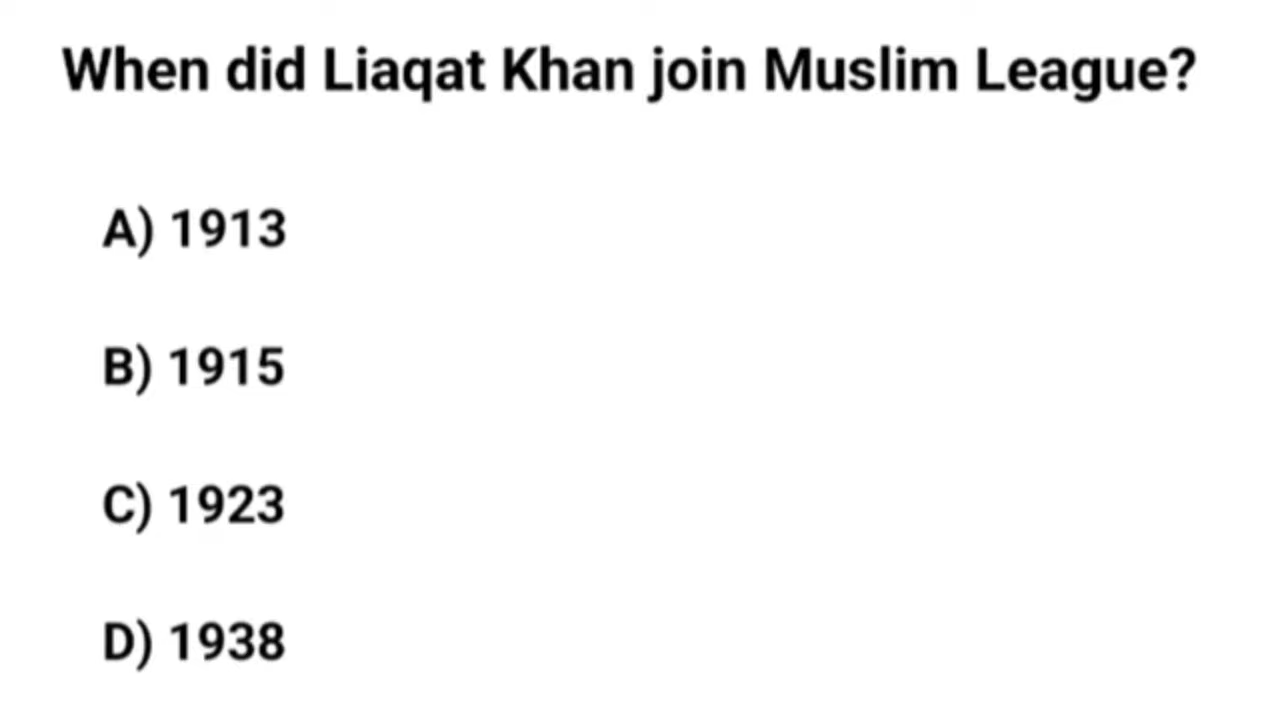 When did Liaqat Khan join Muslim League?
A) 1913
B) 1915
C) 1923
D) 1938